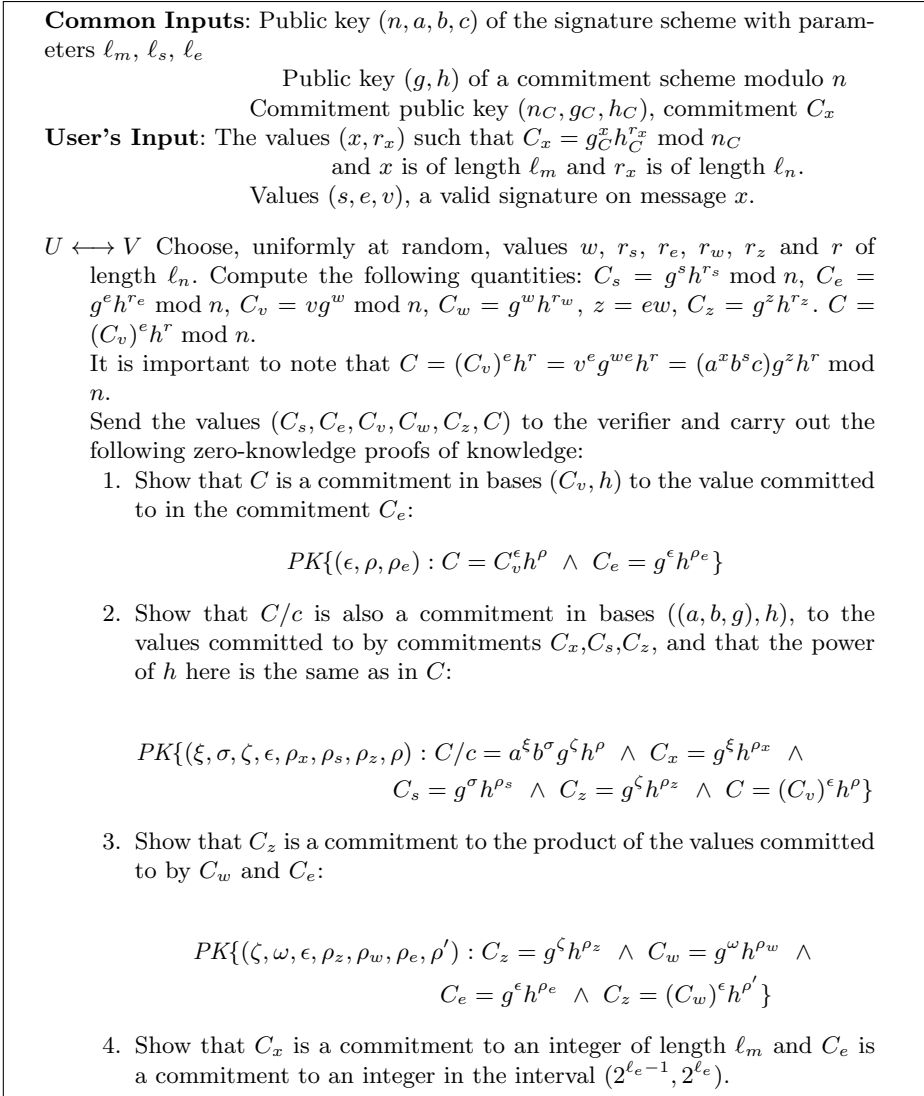 Common Inputs: Public key (n, a, b, c) of the signature scheme with param-
eters ℓ_m, ℓ_s, ℓ_e
Public key (g, h) of a commitment scheme modulo n
Commitment public key (n_C, g_C, h_C), commitment C_x
User's Input: The values (x, r_x) such that C_x = g_C^x h_C^{r_x} mod n_C
and x is of length ℓ_m and r_x is of length ℓ_n.
Values (s, e, v), a valid signature on message x.
U ⟷ V Choose, uniformly at random, values w, r_s, r_e, r_w, r_z and r of
length ℓ_n. Compute the following quantities: C_s = g^s h^{r_s} mod n, C_e =
g^e h^{r_e} mod n, C_v = vg^w mod n, C_w = g^w h^{r_w}, z = ew, C_z = g^z h^{r_z}. C =
(C_v)^e h^r mod n.
It is important to note that C = (C_v)^e h^r = v^e g^{we} h^r = (a^x b^s c)g^z h^r mod
n.
Send the values (C_s, C_e, C_v, C_w, C_z, C) to the verifier and carry out the
following zero-knowledge proofs of knowledge:
1. Show that C is a commitment in bases (C_v, h) to the value committed
to in the commitment C_e:
PK{(ϵ, ρ, ρ_e) : C = C_v^ϵ h^ρ ∧ C_e = g^ϵ h^{ρ_e}}
2. Show that C/c is also a commitment in bases ((a, b, g), h), to the
values committed to by commitments C_x,C_s,C_z, and that the power
of h here is the same as in C:
PK{(ξ, σ, ζ, ϵ, ρ_x, ρ_s, ρ_z, ρ) : C/c = a^ξ b^σ g^ζ h^ρ ∧ C_x = g^ξ h^{ρ_x} ∧
C_s = g^σ h^{ρ_s} ∧ C_z = g^ζ h^{ρ_z} ∧ C = (C_v)^ϵ h^ρ}
3. Show that C_z is a commitment to the product of the values committed
to by C_w and C_e:
PK{(ζ, ω, ϵ, ρ_z, ρ_w, ρ_e, ρ') : C_z = g^ζ h^{ρ_z} ∧ C_w = g^ω h^{ρ_w} ∧
C_e = g^ϵ h^{ρ_e} ∧ C_z = (C_w)^ϵ h^{ρ'}}
4. Show that C_x is a commitment to an integer of length ℓ_m and C_e is
a commitment to an integer in the interval (2^{ℓ_e−1}, 2^{ℓ_e}).